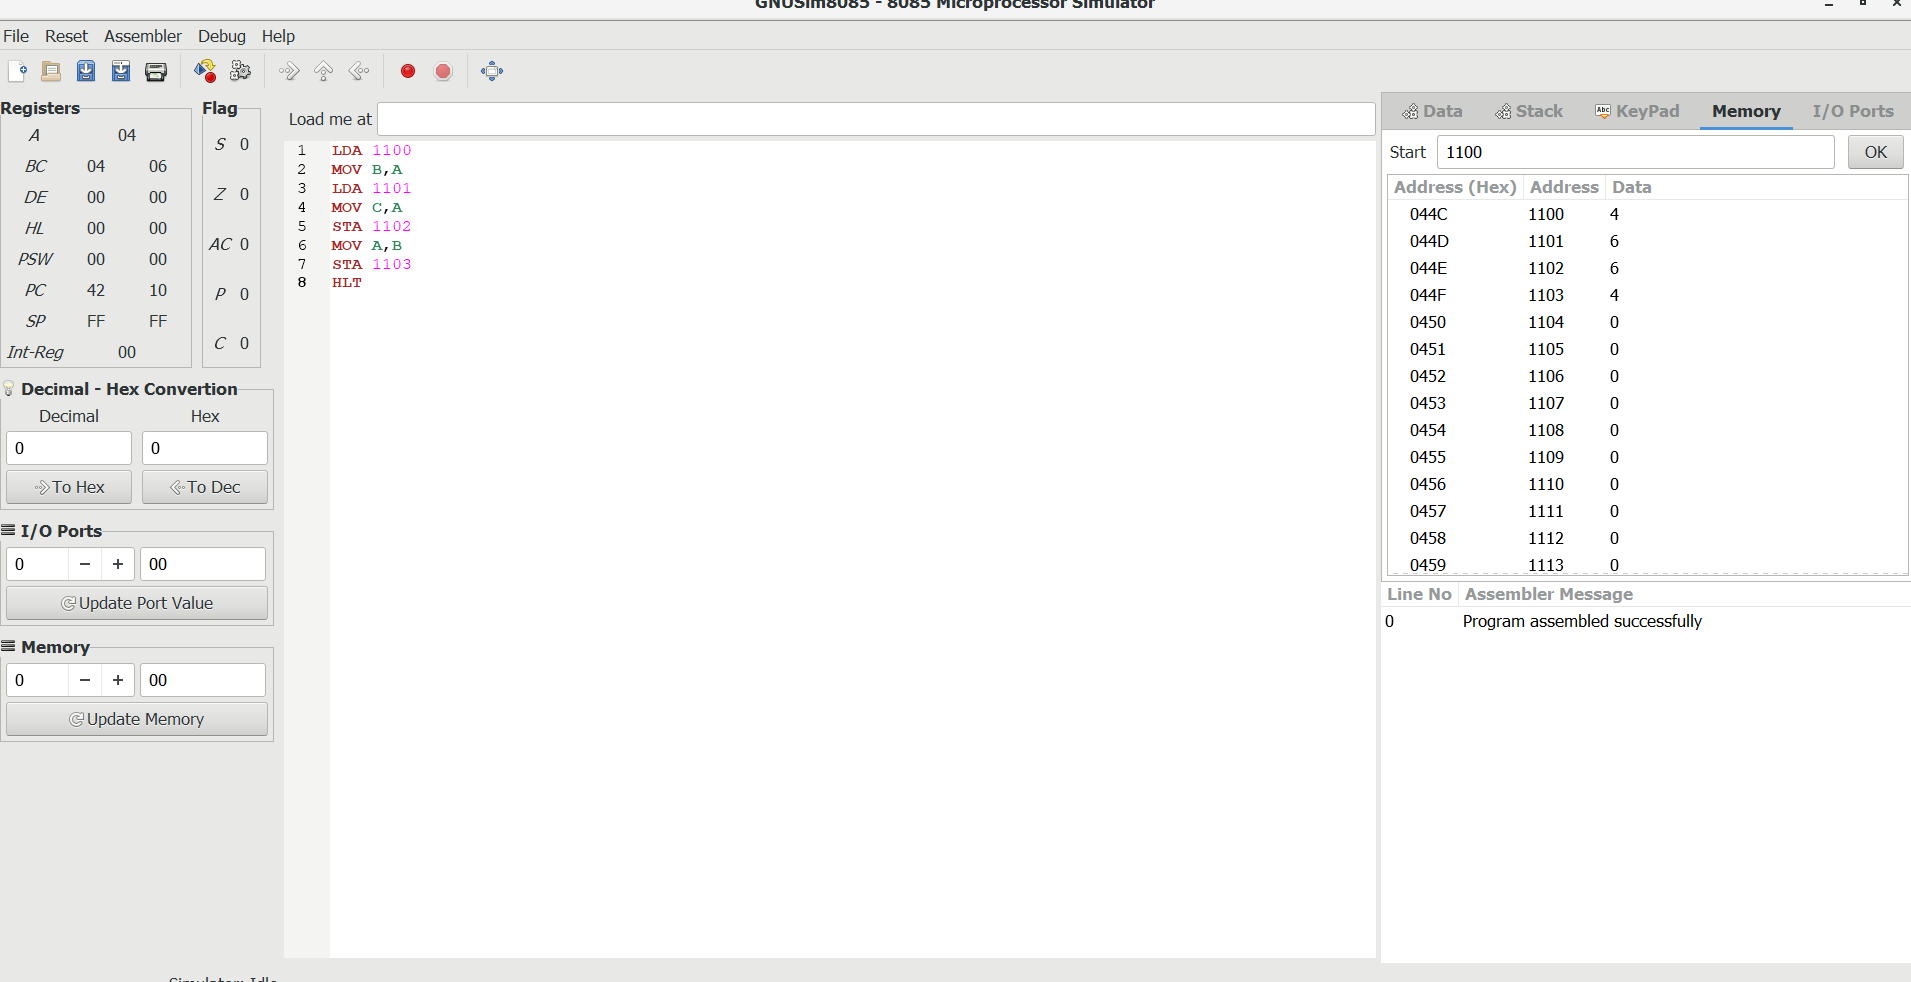 GNUSim8085 - 8085 Microprocessor Simulator
File Reset Assembler Debug Help
Registers
A 04
BC 04 06
DE 00 00
HL 00 00
PSW 00 00
PC 42 10
SP FF FF
Int-Reg 00
Flag
S 0
Z 0
AC 0
P 0
C 0
Decimal - Hex Convertion
Decimal Hex
0 0
To Hex To Dec
I/O Ports
0 − + 00
Update Port Value
Memory
0 − + 00
Update Memory
Load me at
1 LDA 1100
2 MOV B,A
3 LDA 1101
4 MOV C,A
5 STA 1102
6 MOV A,B
7 STA 1103
8 HLT
Data Stack Abc KeyPad Memory I/O Ports
Start 1100 OK
Address (Hex) Address Data
044C 1100 4
044D 1101 6
044E 1102 6
044F 1103 4
0450 1104 0
0451 1105 0
0452 1106 0
0453 1107 0
0454 1108 0
0455 1109 0
0456 1110 0
0457 1111 0
0458 1112 0
0459 1113 0
Line No Assembler Message
0 Program assembled successfully
Simulator: Idle